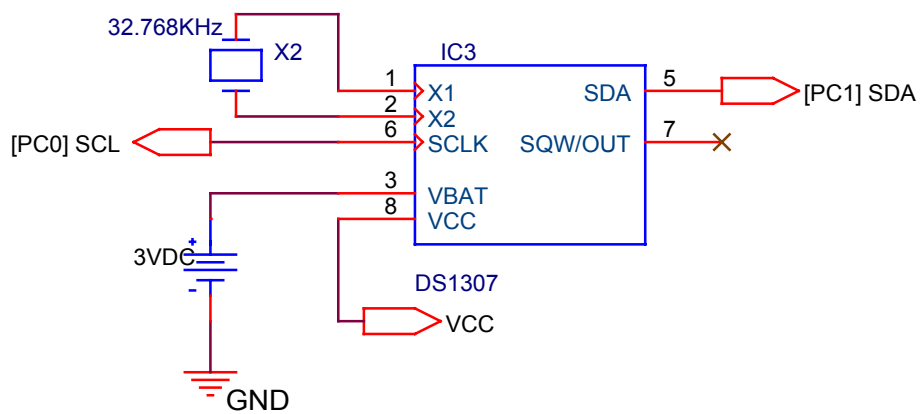 32.768KHz
X2
IC3
1
X1
SDA
5
[PC1] SDA
2
X2
[PC0] SCL
6
SCLK
SQW/OUT
7
3
VBAT
8
VCC
+
3VDC
-
DS1307
VCC
GND